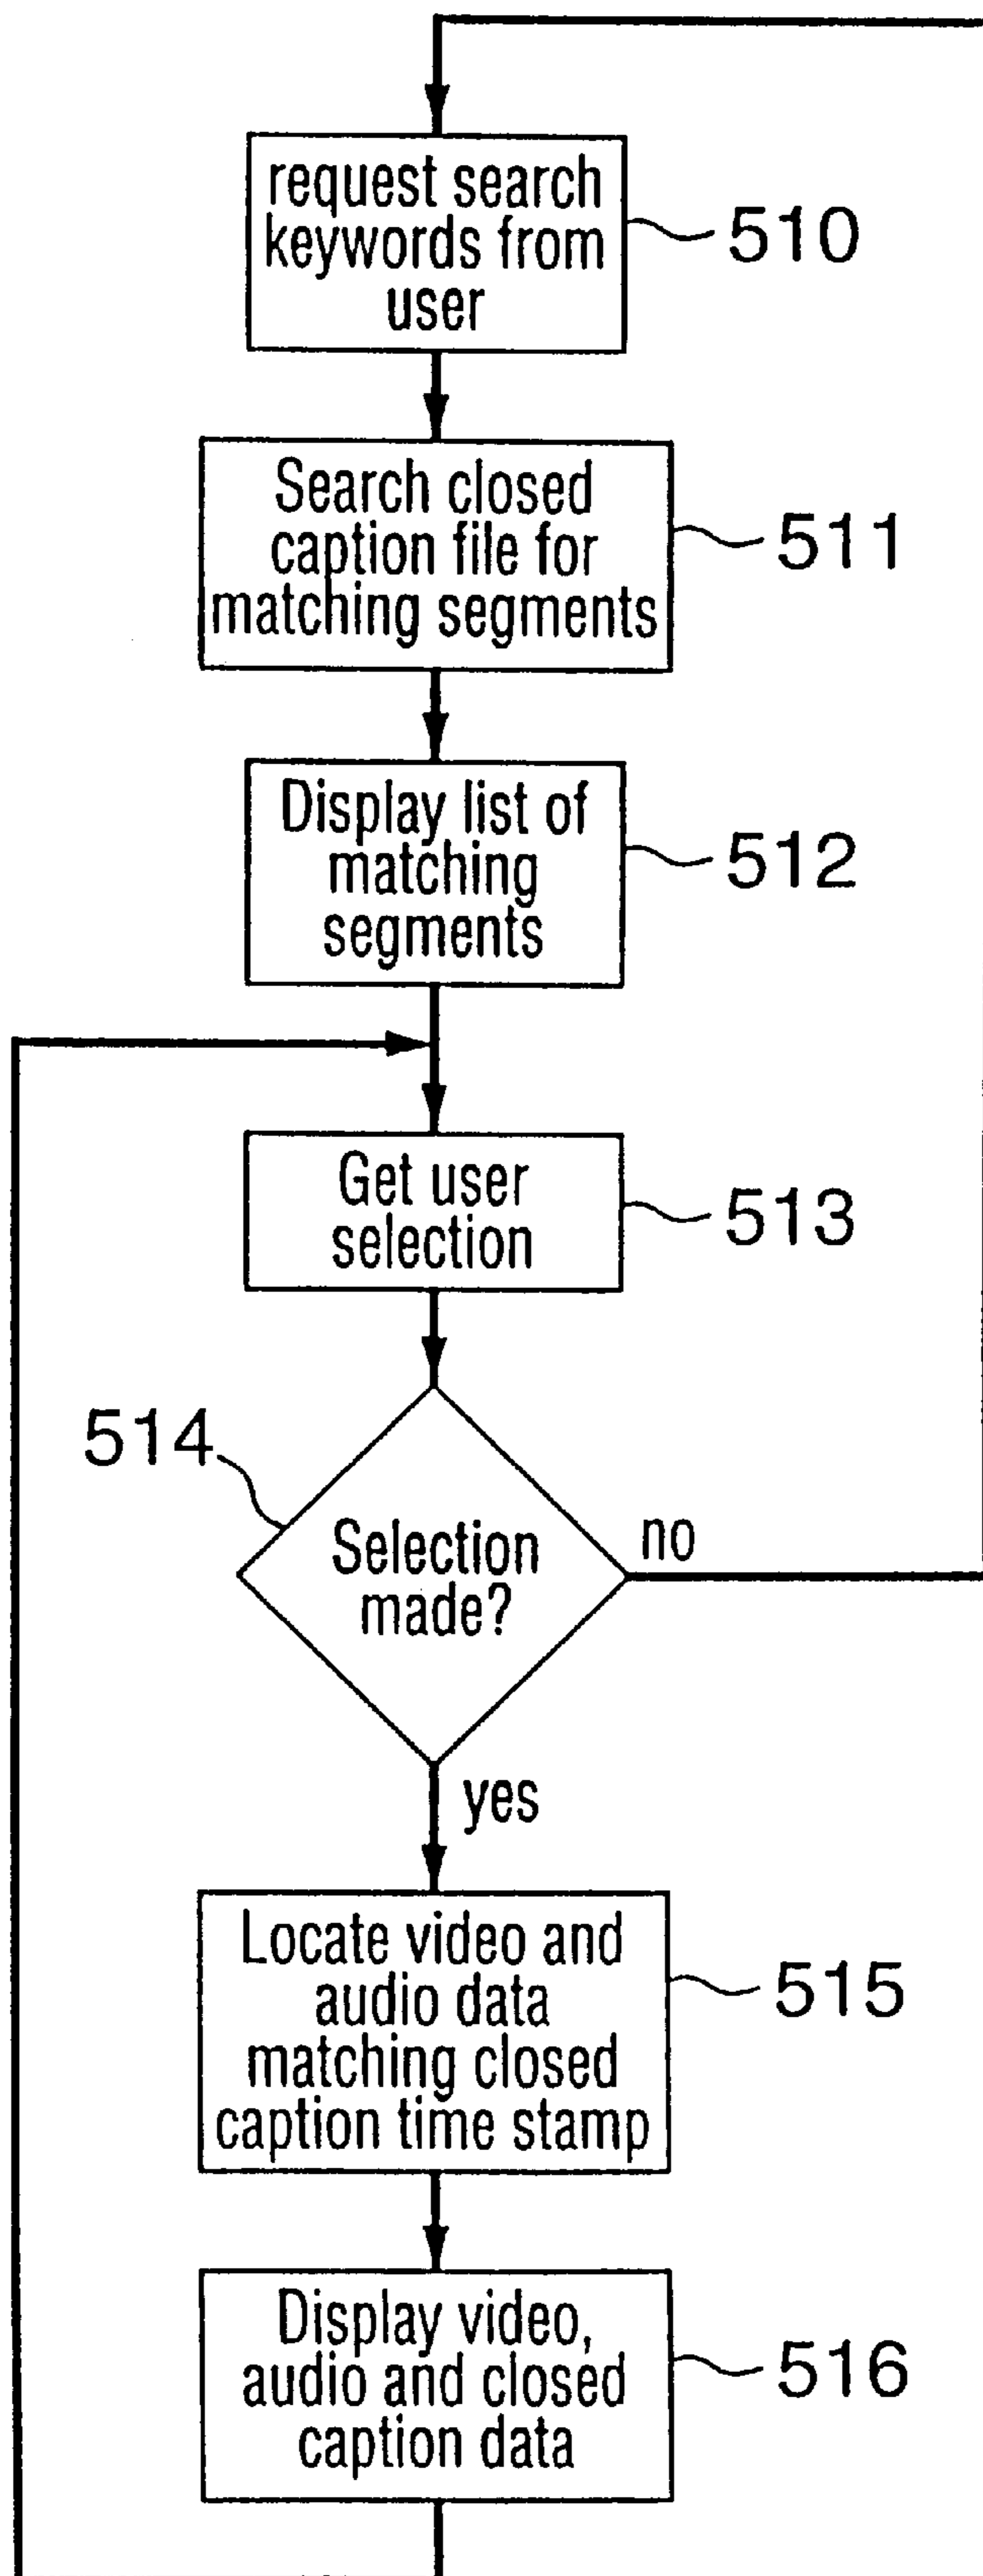 request search
keywords from
user
510
Search closed
caption file for
matching segments
511
Display list of
matching
segments
512
Get user
selection
513
514
Selection
made?
no
yes
Locate video and
audio data
matching closed
caption time stamp
515
Display video,
audio and closed
caption data
516